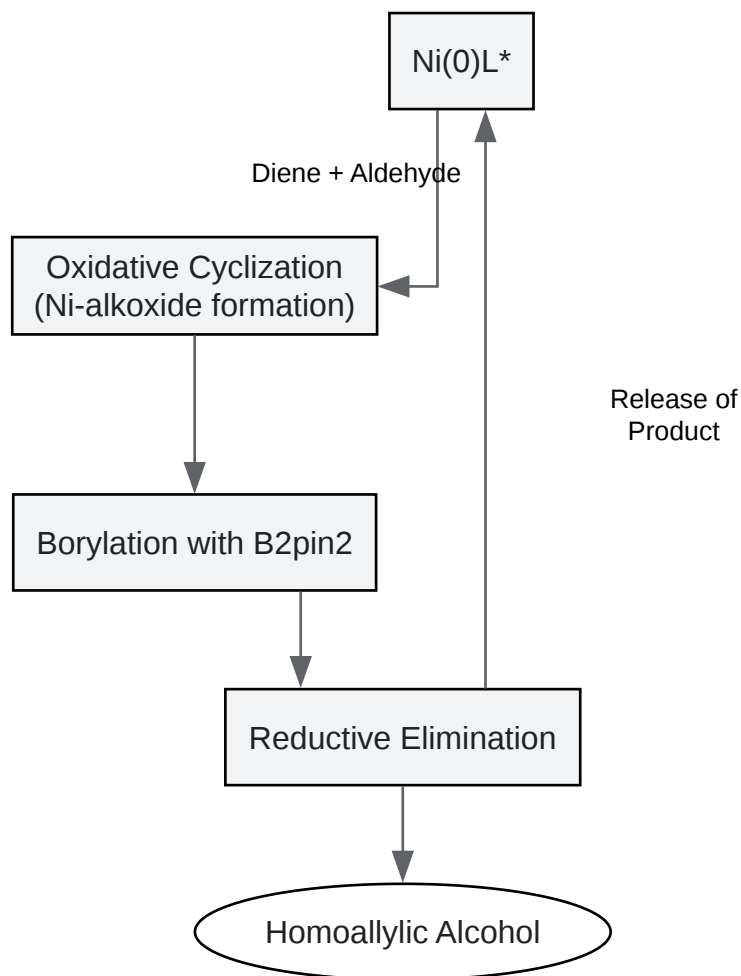 Ni(0)L*
Diene + Aldehyde
Oxidative Cyclization
(Ni-alkoxide formation)
Release of
Product
Borylation with B2pin2
Reductive Elimination
Homoallylic Alcohol